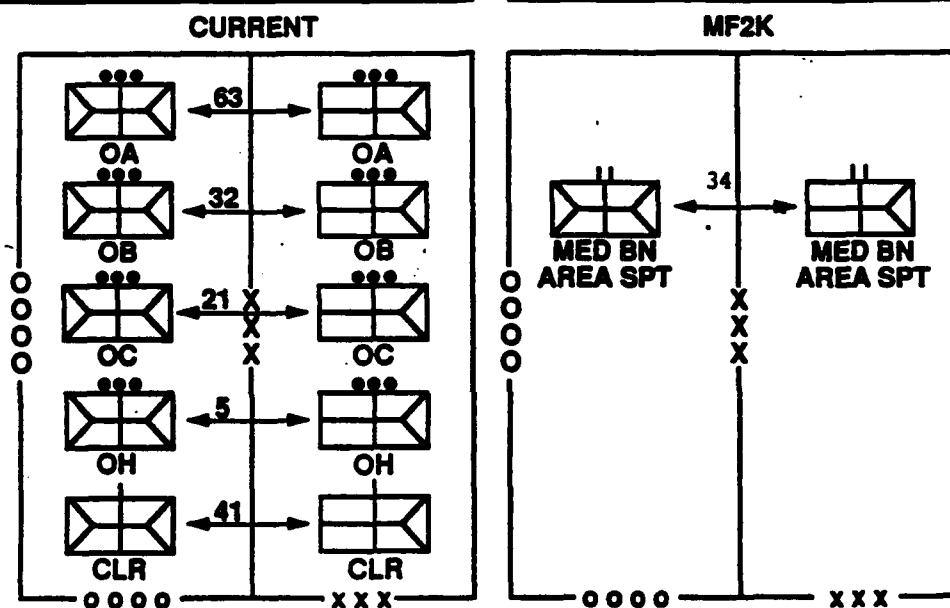 CURRENT
MF2K
63
OA
OA
32
OB
OB
21
OC
OC
5
OH
OH
41
CLR
CLR
O O O O
X X X
o o o o
X X X
34
MED BN
AREA SPT
MED BN
AREA SPT
O O O O
X X X
o o o o
X X X